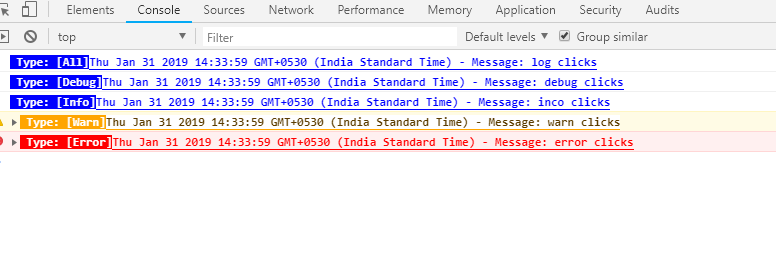 Elements Console Sources Network Performance Memory Application Security Audits
top Filter Default levels Group similar
Type: [All]Thu Jan 31 2019 14:33:59 GMT+0530 (India Standard Time) - Message: log clicks
Type: [Debug]Thu Jan 31 2019 14:33:59 GMT+0530 (India Standard Time) - Message: debug clicks
Type: [Info]Thu Jan 31 2019 14:33:59 GMT+0530 (India Standard Time) - Message: inco clicks
Type: [Warn]Thu Jan 31 2019 14:33:59 GMT+0530 (India Standard Time) - Message: warn clicks
Type: [Error]Thu Jan 31 2019 14:33:59 GMT+0530 (India Standard Time) - Message: error clicks